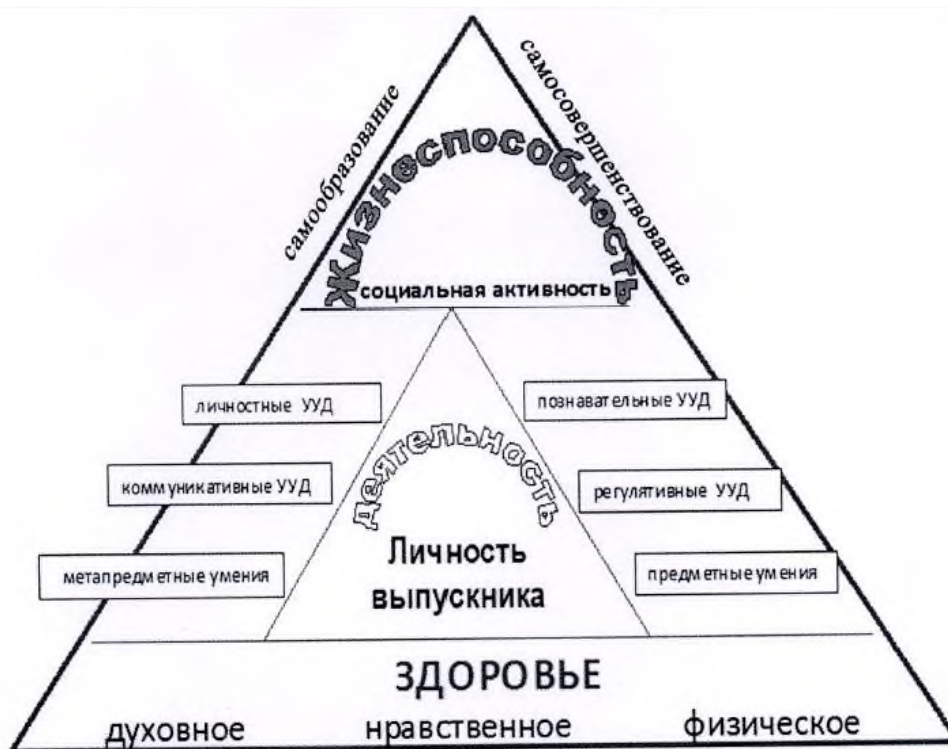 самообразование
самосовершенствование
Жизнеспособность
социальная активность
личностные УУД
познавательные УУД
деятельность
коммуникативные УУД
регулятивные УУД
Личность
выпускника
метапредметные умения
предметные умения
ЗДОРОВЬЕ
духовное нравственное физическое